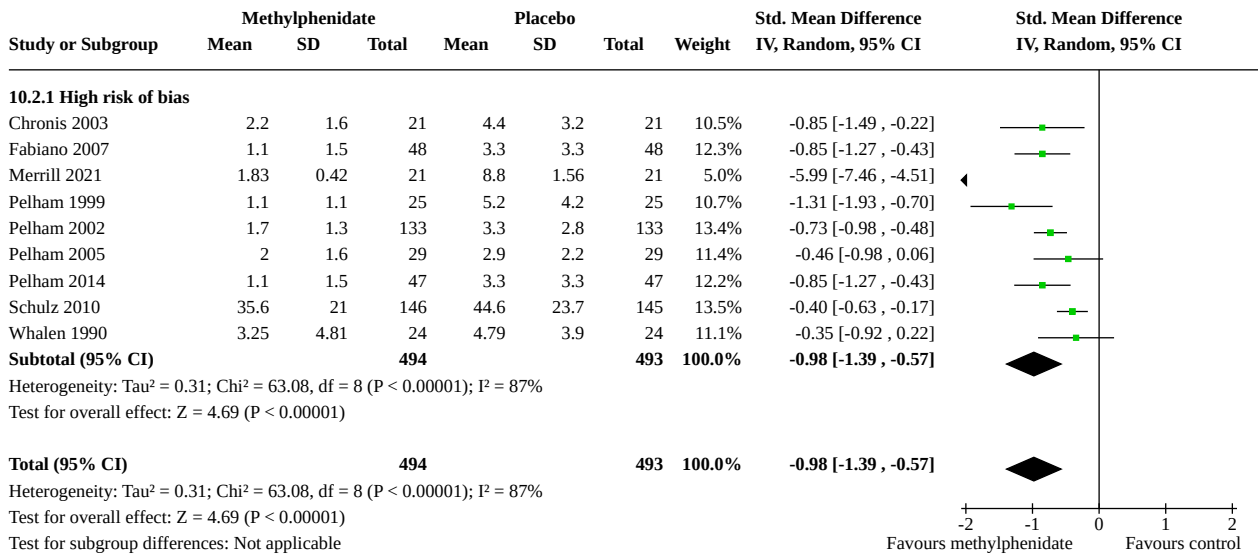 Methylphenidate Placebo Std. Mean Difference Std. Mean Difference
Study or Subgroup Mean SD Total Mean SD Total Weight IV, Random, 95% CI IV, Random, 95% CI
10.2.1 High risk of bias
Chronis 2003 2.2 1.6 21 4.4 3.2 21 10.5% -0.85 [-1.49 , -0.22]
Fabiano 2007 1.1 1.5 48 3.3 3.3 48 12.3% -0.85 [-1.27 , -0.43]
Merrill 2021 1.83 0.42 21 8.8 1.56 21 5.0% -5.99 [-7.46 , -4.51]
Pelham 1999 1.1 1.1 25 5.2 4.2 25 10.7% -1.31 [-1.93 , -0.70]
Pelham 2002 1.7 1.3 133 3.3 2.8 133 13.4% -0.73 [-0.98 , -0.48]
Pelham 2005 2 1.6 29 2.9 2.2 29 11.4% -0.46 [-0.98 , 0.06]
Pelham 2014 1.1 1.5 47 3.3 3.3 47 12.2% -0.85 [-1.27 , -0.43]
Schulz 2010 35.6 21 146 44.6 23.7 145 13.5% -0.40 [-0.63 , -0.17]
Whalen 1990 3.25 4.81 24 4.79 3.9 24 11.1% -0.35 [-0.92 , 0.22]
Subtotal (95% CI) 494 493 100.0% -0.98 [-1.39 , -0.57]
Heterogeneity: Tau² = 0.31; Chi² = 63.08, df = 8 (P < 0.00001); I² = 87%
Test for overall effect: Z = 4.69 (P < 0.00001)
Total (95% CI) 494 493 100.0% -0.98 [-1.39 , -0.57]
Heterogeneity: Tau² = 0.31; Chi² = 63.08, df = 8 (P < 0.00001); I² = 87%
Test for overall effect: Z = 4.69 (P < 0.00001)
-2 -1 0 1 2
Test for subgroup differences: Not applicable Favours methylphenidate Favours control